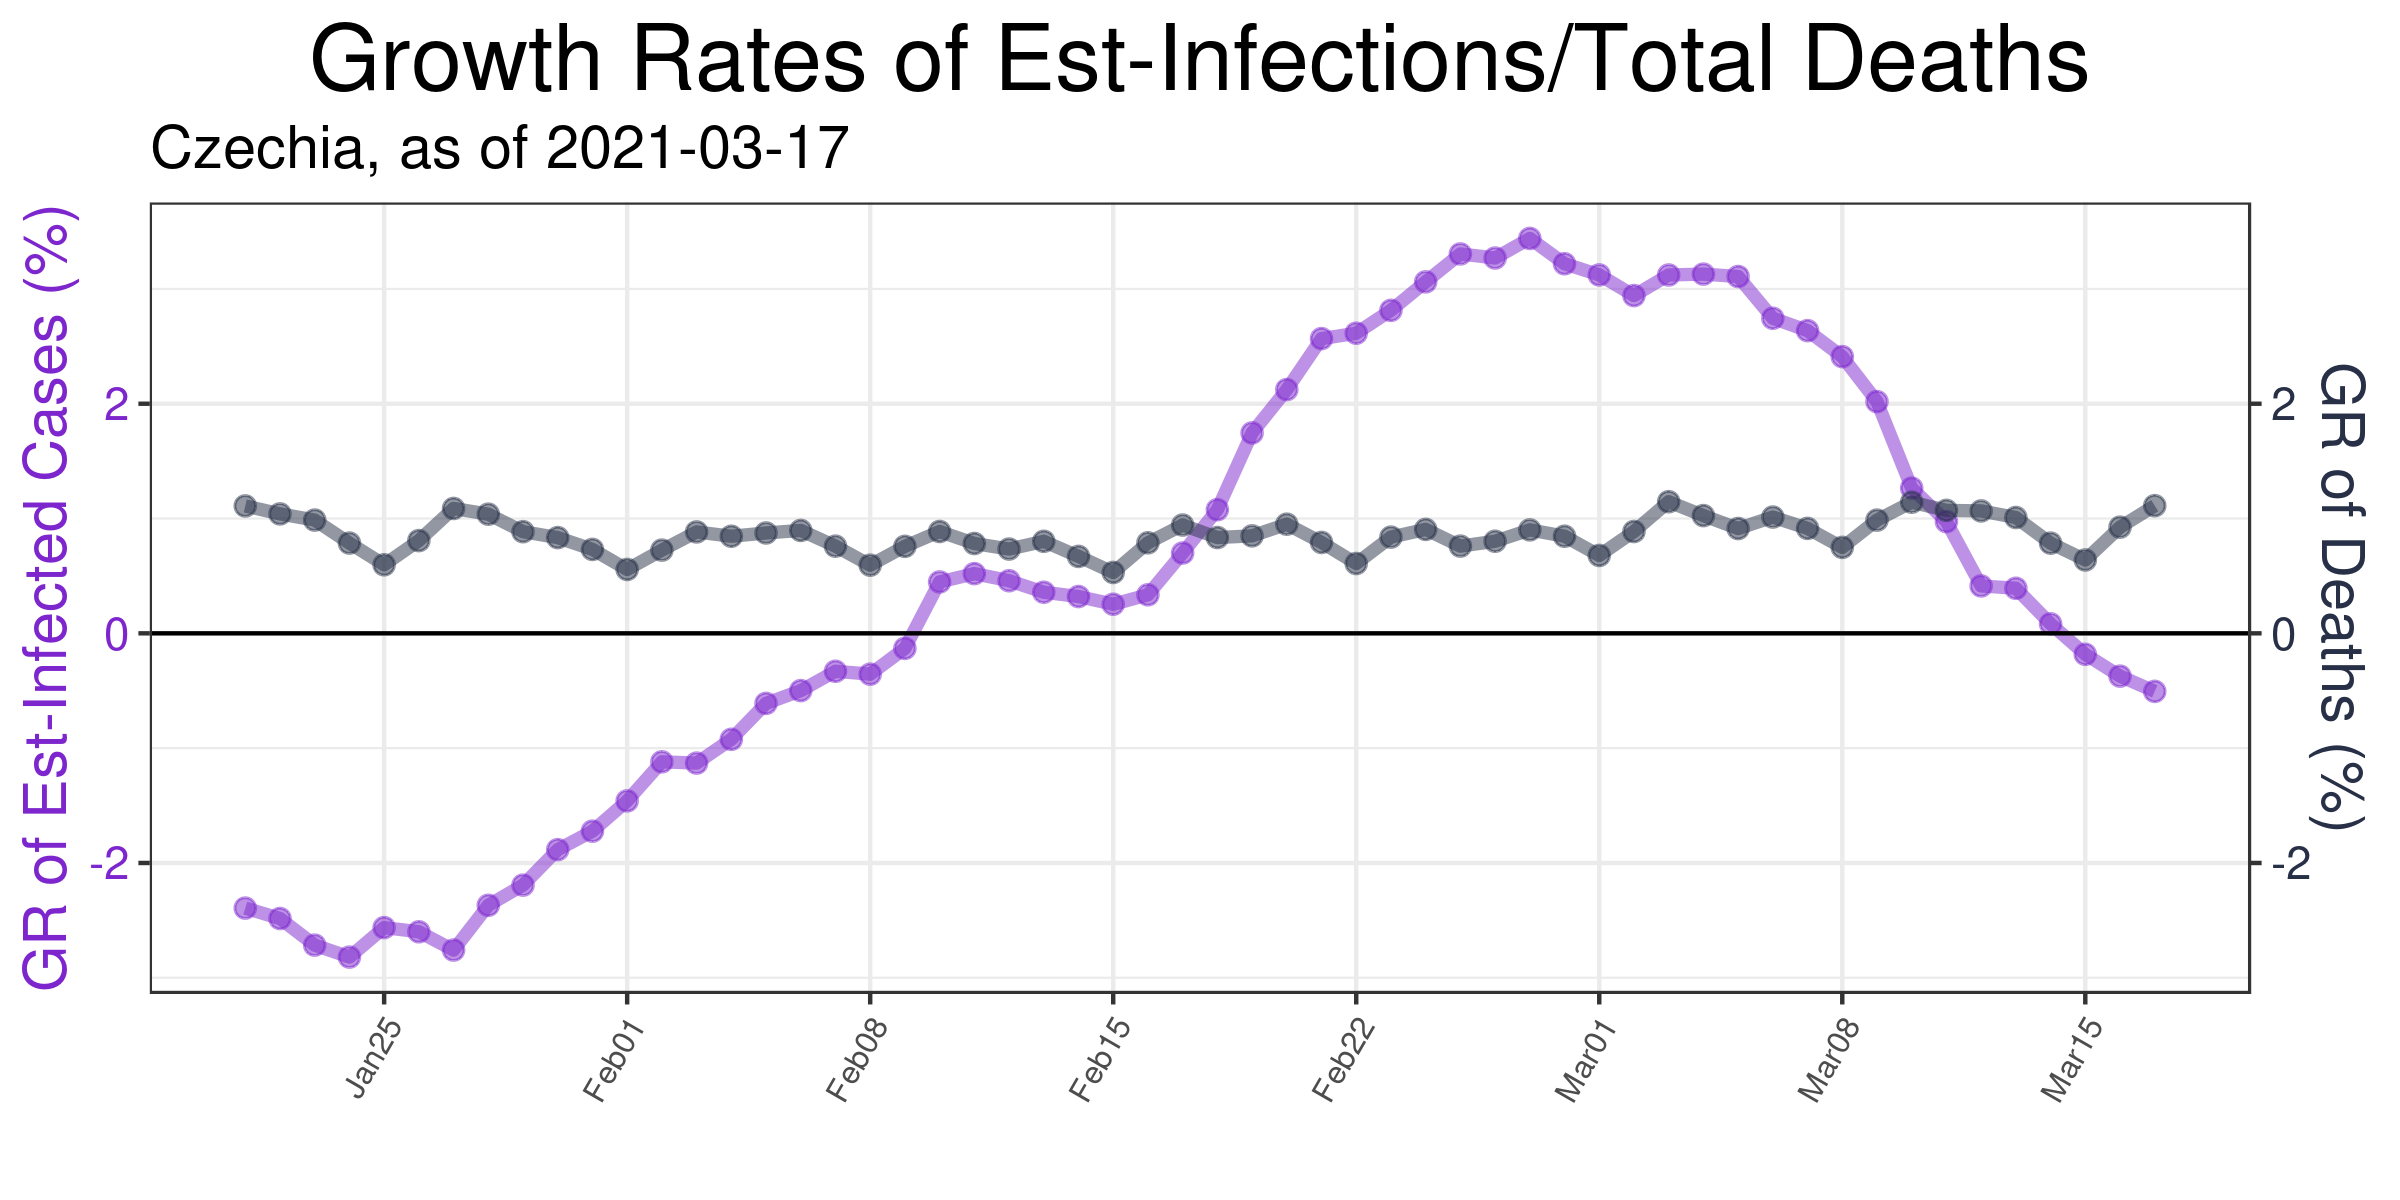 Growth Rates of Est-Infections/Total Deaths
Czechia, as of 2021-03-17
GR of Est-Infected Cases (%)
2
0
-2
2
0
-2
GR of Deaths (%)
Jan25
Feb01
Feb08
Feb15
Feb22
Mar01
Mar08
Mar15